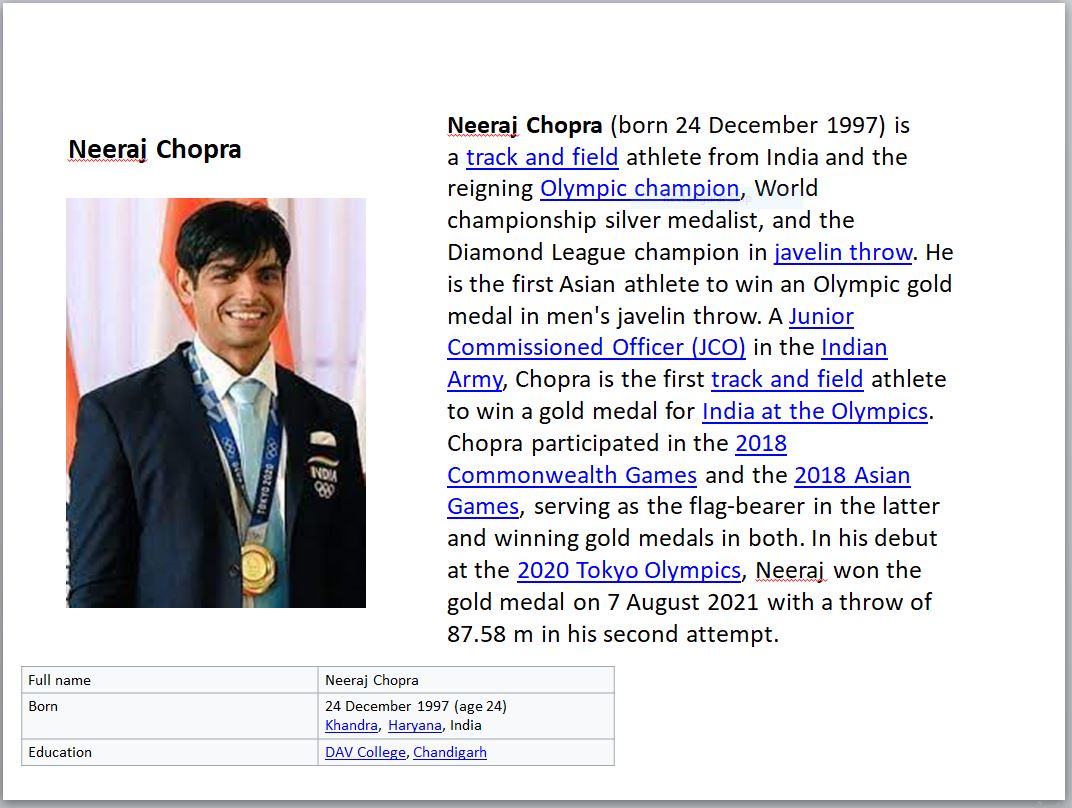 Neeraj Chopra
TOKYO 2020
INDIA
Neeraj Chopra (born 24 December 1997) is
a track and field athlete from India and the
reigning Olympic champion, World
championship silver medalist, and the
Diamond League champion in javelin throw. He
is the first Asian athlete to win an Olympic gold
medal in men's javelin throw. A Junior
Commissioned Officer (JCO) in the Indian
Army, Chopra is the first track and field athlete
to win a gold medal for India at the Olympics.
Chopra participated in the 2018
Commonwealth Games and the 2018 Asian
Games, serving as the flag-bearer in the latter
and winning gold medals in both. In his debut
at the 2020 Tokyo Olympics, Neeraj won the
gold medal on 7 August 2021 with a throw of
87.58 m in his second attempt.
Full name Neeraj Chopra
Born 24 December 1997 (age 24)
Khandra, Haryana, India
Education DAV College, Chandigarh